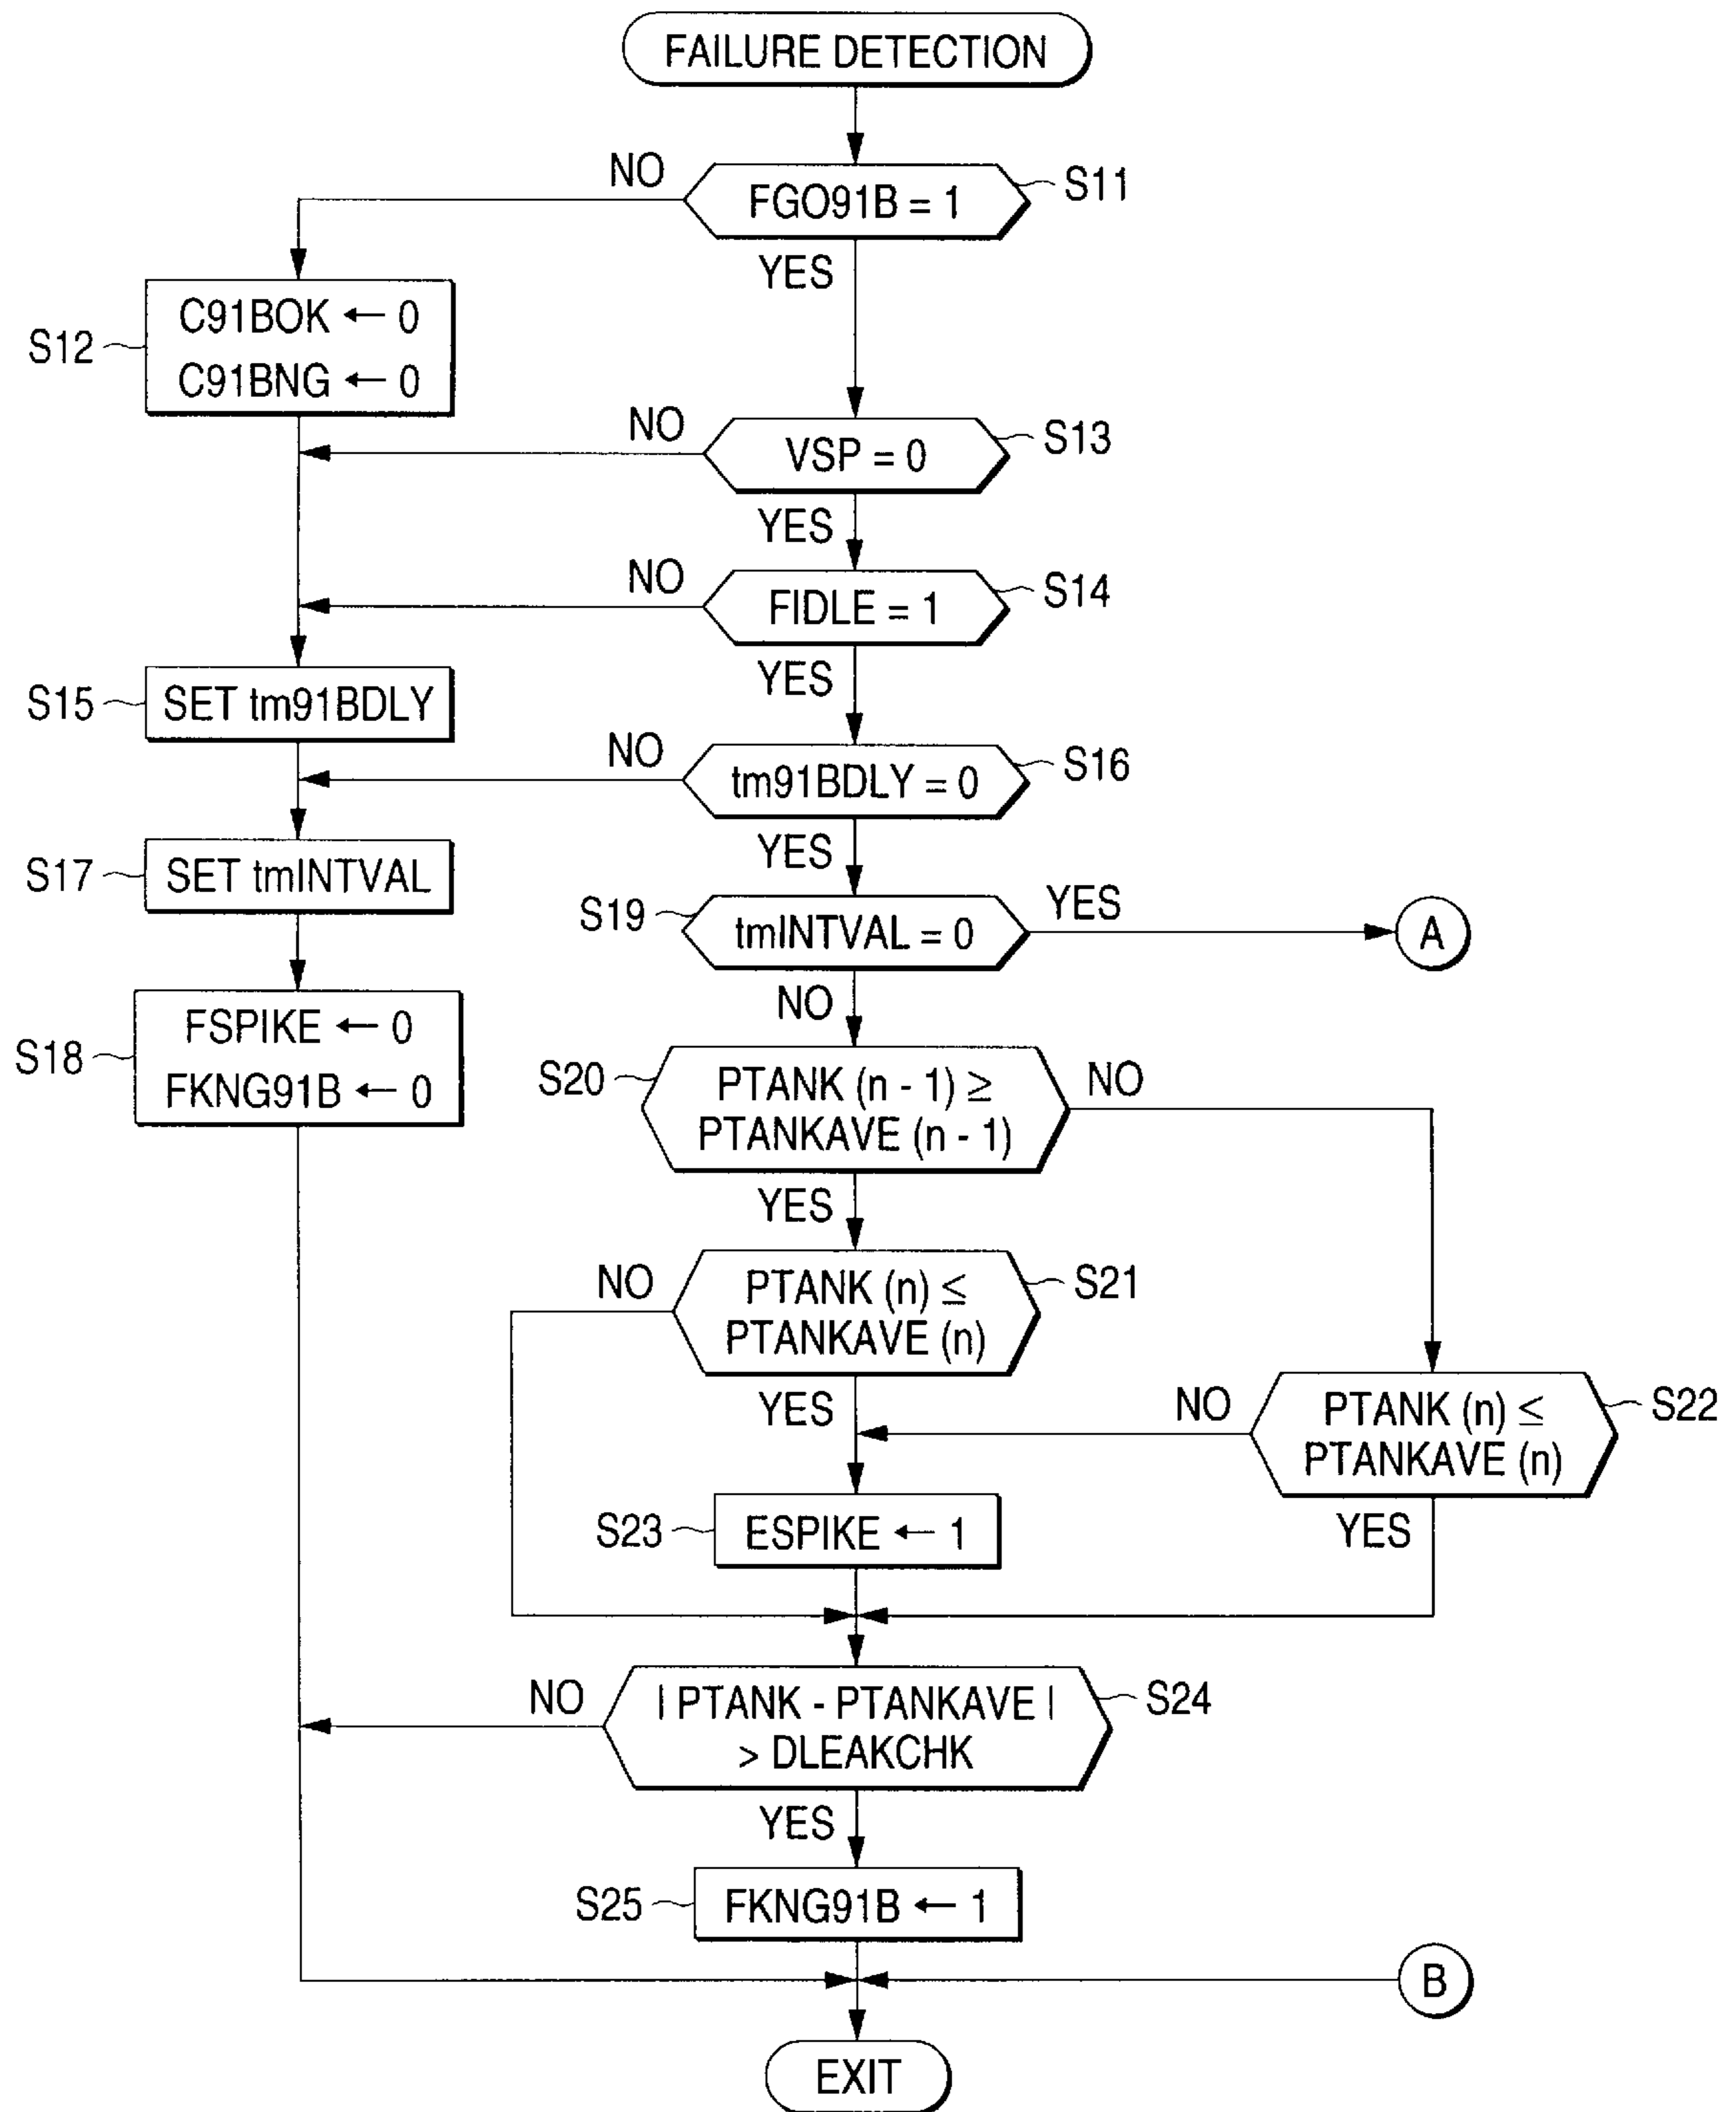 FAILURE DETECTION
NO
FGO91B = 1
S11
YES
S12
C91BOK ← 0
C91BNG ← 0
NO
VSP = 0
S13
YES
NO
FIDLE = 1
S14
YES
S15
SET tm91BDLY
NO
tm91BDLY = 0
S16
YES
S17
SET tmINTVAL
S19
tmINTVAL = 0
YES
A
NO
S18
FSPIKE ← 0
FKNG91B ← 0
S20
PTANK (n - 1) ≥
PTANKAVE (n - 1)
NO
YES
NO
PTANK (n) ≤
PTANKAVE (n)
S21
YES
NO
PTANK (n) ≤
PTANKAVE (n)
S22
YES
S23
ESPIKE ← 1
NO
| PTANK - PTANKAVE |
> DLEAKCHK
S24
YES
S25
FKNG91B ← 1
B
EXIT